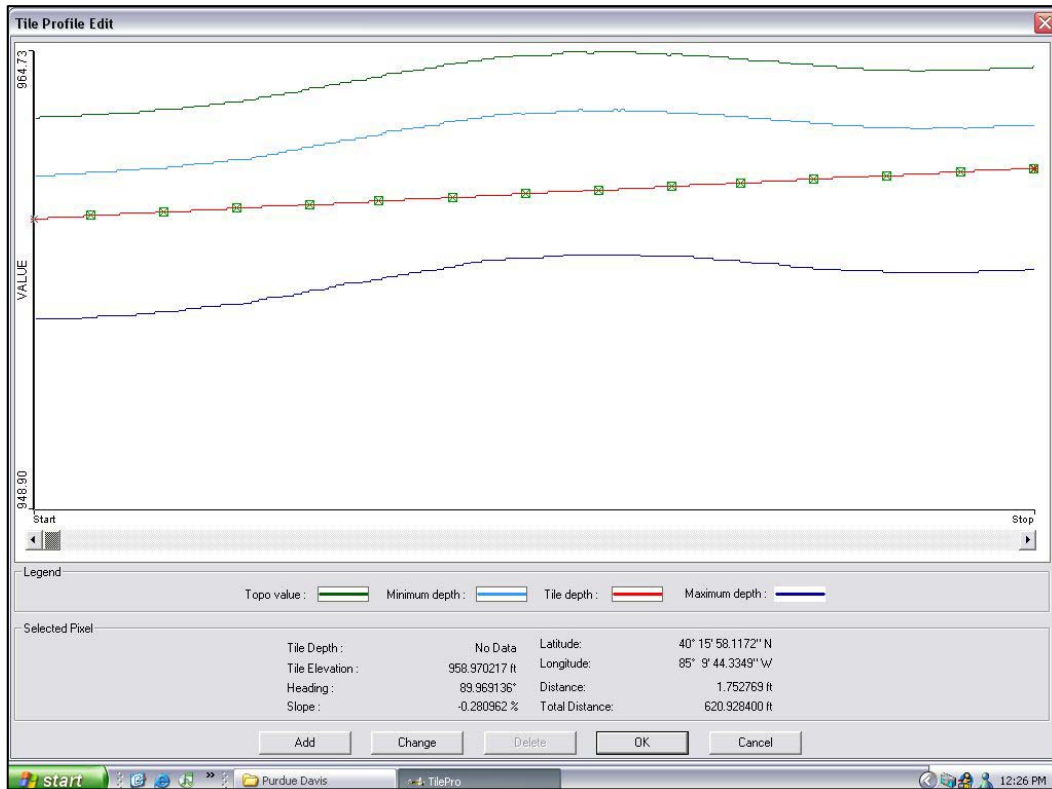 Tile Profile Edit
964.73
VALUE
948.90
Start
Stop
Legend
Topo value :
Minimum depth :
Tile depth :
Maximum depth :
Selected Pixel
Tile Depth : No Data
Latitude: 40° 15' 58.1172" N
Tile Elevation : 958.970217 ft
Longitude: 85° 9' 44.3349" W
Heading : 89.969136°
Distance: 1.752769 ft
Slope : -0.280962 %
Total Distance: 620.928400 ft
Add
Change
Delete
OK
Cancel
start
»
Purdue Davis
TilePro
12:26 PM